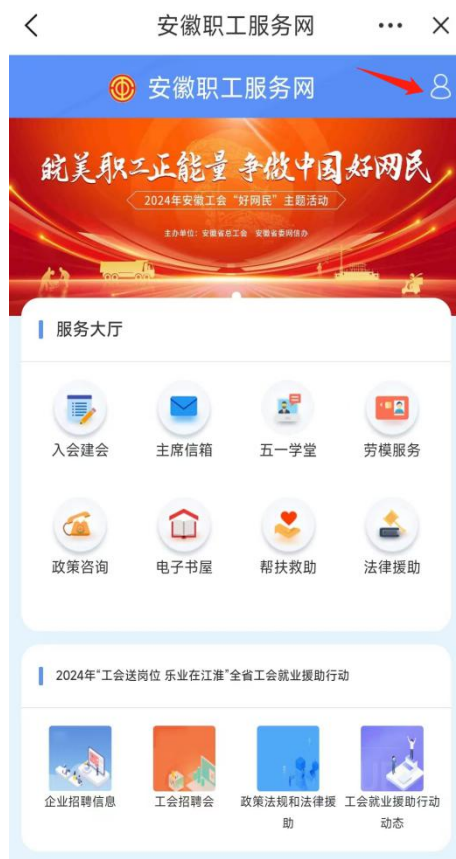 安徽职工服务网
安徽职工服务网
皖美职工正能量 争做中国好网民
2024年安徽工会“好网民”主题活动
主办单位：安徽省总工会 安徽省委网信办
服务大厅
入会建会 主席信箱 五一学堂 劳模服务
政策咨询 电子书屋 帮扶救助 法律援助
2024年“工会送岗位 乐业在江淮”全省工会就业援助行动
企业招聘信息 工会招聘会 政策法规和法律援 工会就业援助行动
助 动态